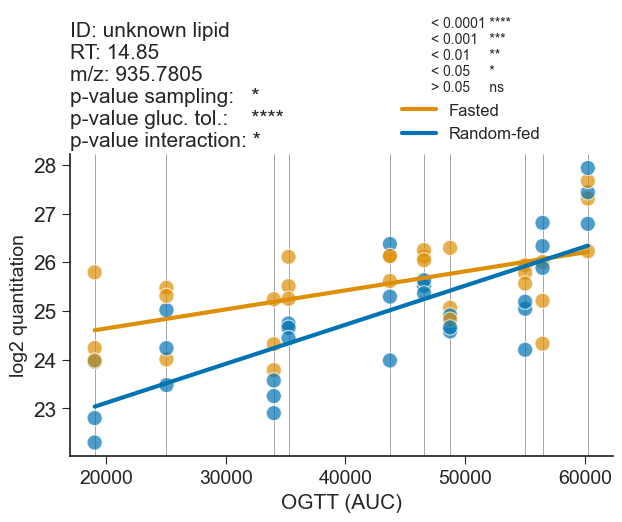 ID: unknown lipid
RT: 14.85
m/z: 935.7805
p-value sampling: *
p-value gluc. tol.: ****
p-value interaction: *
< 0.0001 ****
< 0.001 ***
< 0.01 **
< 0.05 *
> 0.05 ns
Fasted
Random-fed
28
27
26
25
24
23
log2 quantitation
20000 30000 40000 50000 60000
OGTT (AUC)